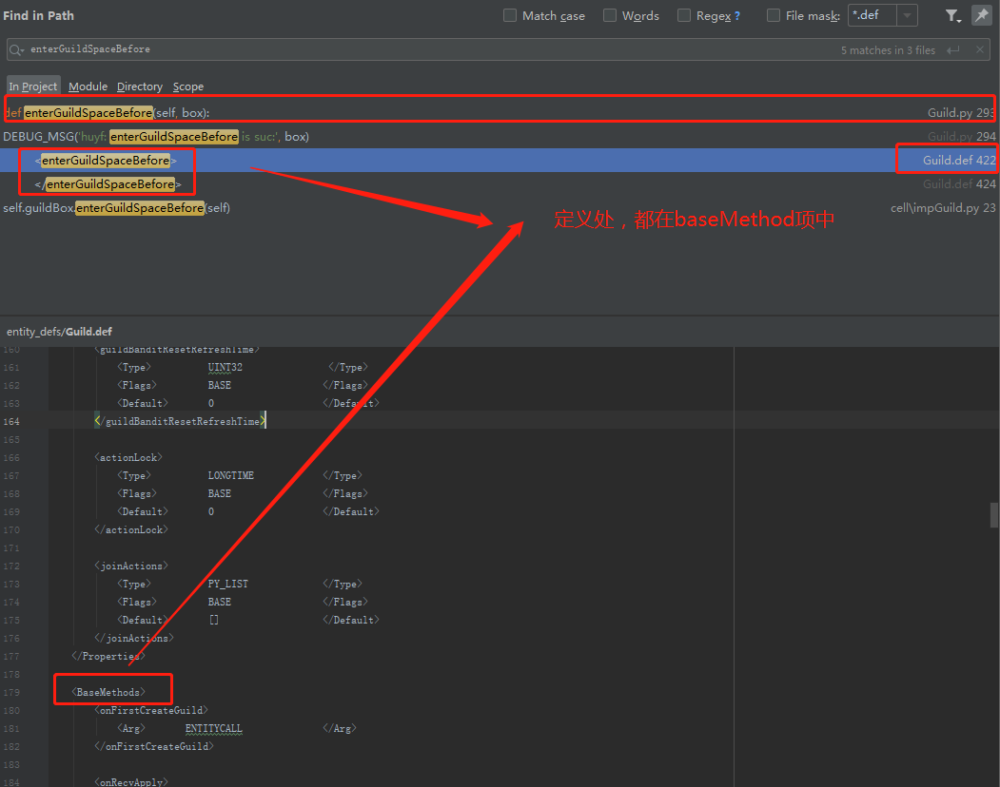 Find in Path
Match case
Words
Regex ?
File mask:
*.def
enterGuildSpaceBefore
5 matches in 3 files
In Project
Module
Directory
Scope
def enterGuildSpaceBefore(self, box):
Guild.py 293
DEBUG_MSG('huyf: enterGuildSpaceBefore is suc:', box)
Guild.py 294
<enterGuildSpaceBefore>
Guild.def 422
</enterGuildSpaceBefore>
Guild.def 424
self.guildBox.enterGuildSpaceBefore(self)
cell\impGuild.py 23
定义处，都在baseMethod项中
entity_defs/Guild.def
160 <guildBanditResetRefreshTime>
161 <Type> UINT32 </Type>
162 <Flags> BASE </Flags>
163 <Default> 0 </Default>
164 </guildBanditResetRefreshTime>
165
166 <actionLock>
167 <Type> LONGTIME </Type>
168 <Flags> BASE </Flags>
169 <Default> 0 </Default>
170 </actionLock>
171
172 <joinActions>
173 <Type> PY_LIST </Type>
174 <Flags> BASE </Flags>
175 <Default> [] </Default>
176 </joinActions>
177 </Properties>
178
179 <BaseMethods>
180 <onFirstCreateGuild>
181 <Arg> ENTITYCALL </Arg>
182 </onFirstCreateGuild>
183
184 <onRecvApply>